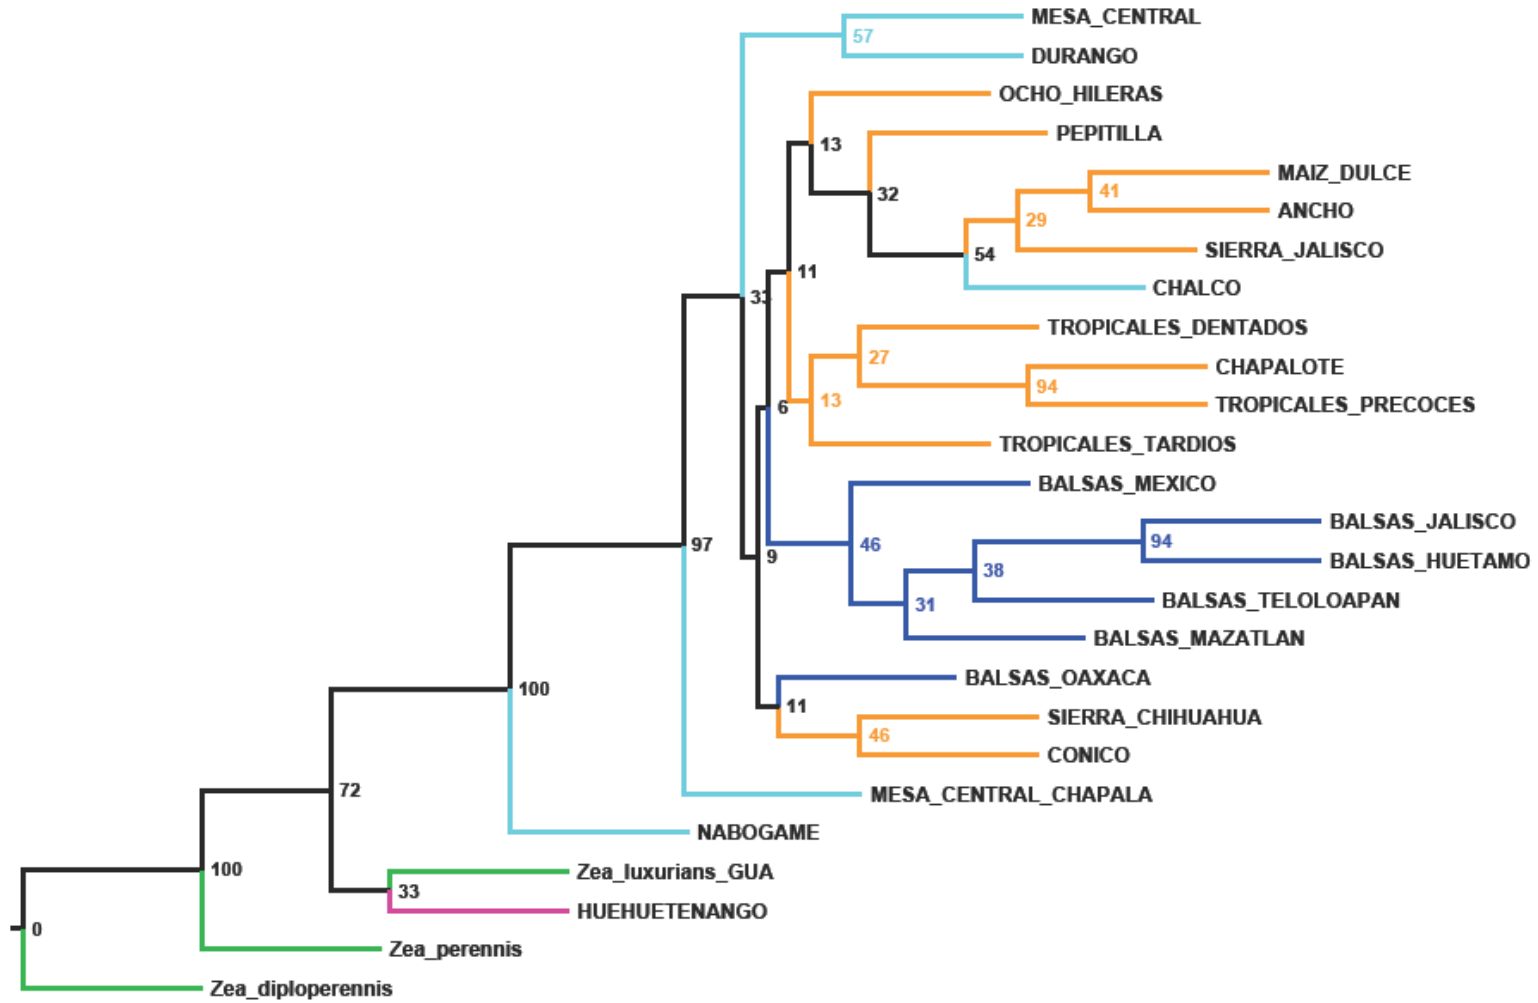 MESA_CENTRAL
57
DURANGO
OCHO_HILERAS
PEPITILLA
13
MAIZ_DULCE
32
41
ANCHO
29
SIERRA_JALISCO
54
CHALCO
11
33
TROPICALES_DENTADOS
27
CHAPALOTE
94
13
TROPICALES_PRECOCES
6
TROPICALES_TARDIOS
BALSAS_MEXICO
BALSAS_JALISCO
94
97
46
9
BALSAS_HUETAMO
38
BALSAS_TELOLOAPAN
31
BALSAS_MAZATLAN
BALSAS_OAXACA
100
11
SIERRA_CHIHUAHUA
46
CONICO
72
MESA_CENTRAL_CHAPALA
NABOGAME
100
Zea_luxurians_GUA
33
HUEHUETENANGO
0
Zea_perennis
Zea_diploperennis